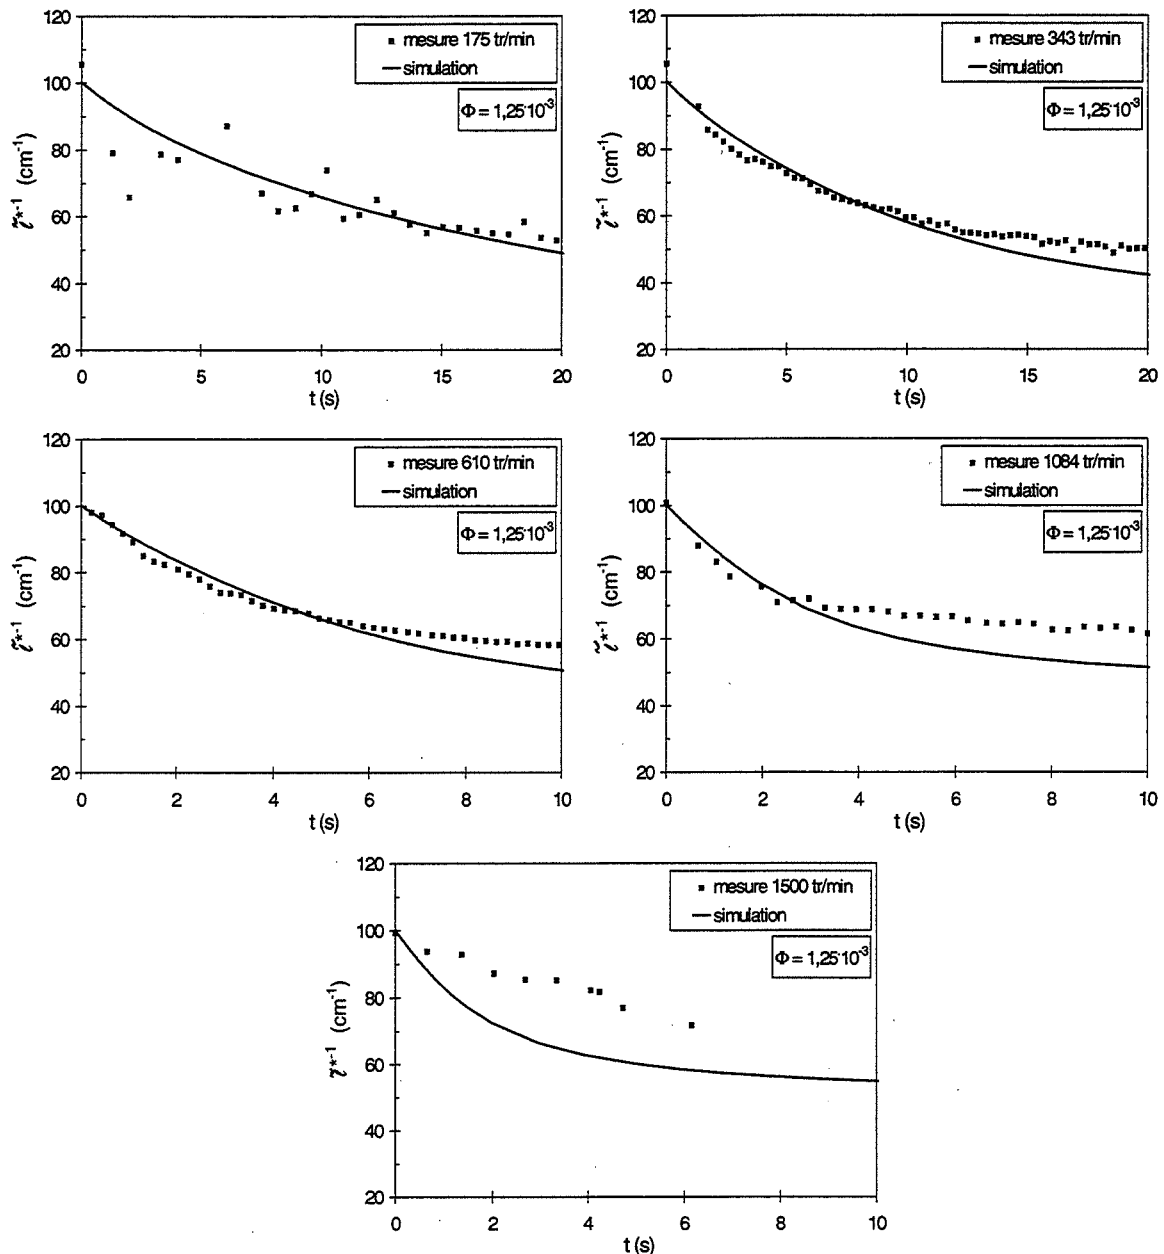 120
100
80
60
40
20
ℓ̃*-1 (cm-1)
mesure 175 tr/min
simulation
Φ = 1,25·10-3
0 5 10 15 20
t (s)
120
100
80
60
40
20
ℓ̃*-1 (cm-1)
mesure 343 tr/min
simulation
Φ = 1,25·10-3
0 5 10 15 20
t (s)
120
100
80
60
40
20
ℓ̃*-1 (cm-1)
mesure 610 tr/min
simulation
Φ = 1,25·10-3
0 2 4 6 8 10
t (s)
120
100
80
60
40
20
ℓ̃*-1 (cm-1)
mesure 1084 tr/min
simulation
Φ = 1,25·10-3
0 2 4 6 8 10
t (s)
120
100
80
60
40
20
ℓ̃*-1 (cm-1)
mesure 1500 tr/min
simulation
Φ = 1,25·10-3
0 2 4 6 8 10
t (s)